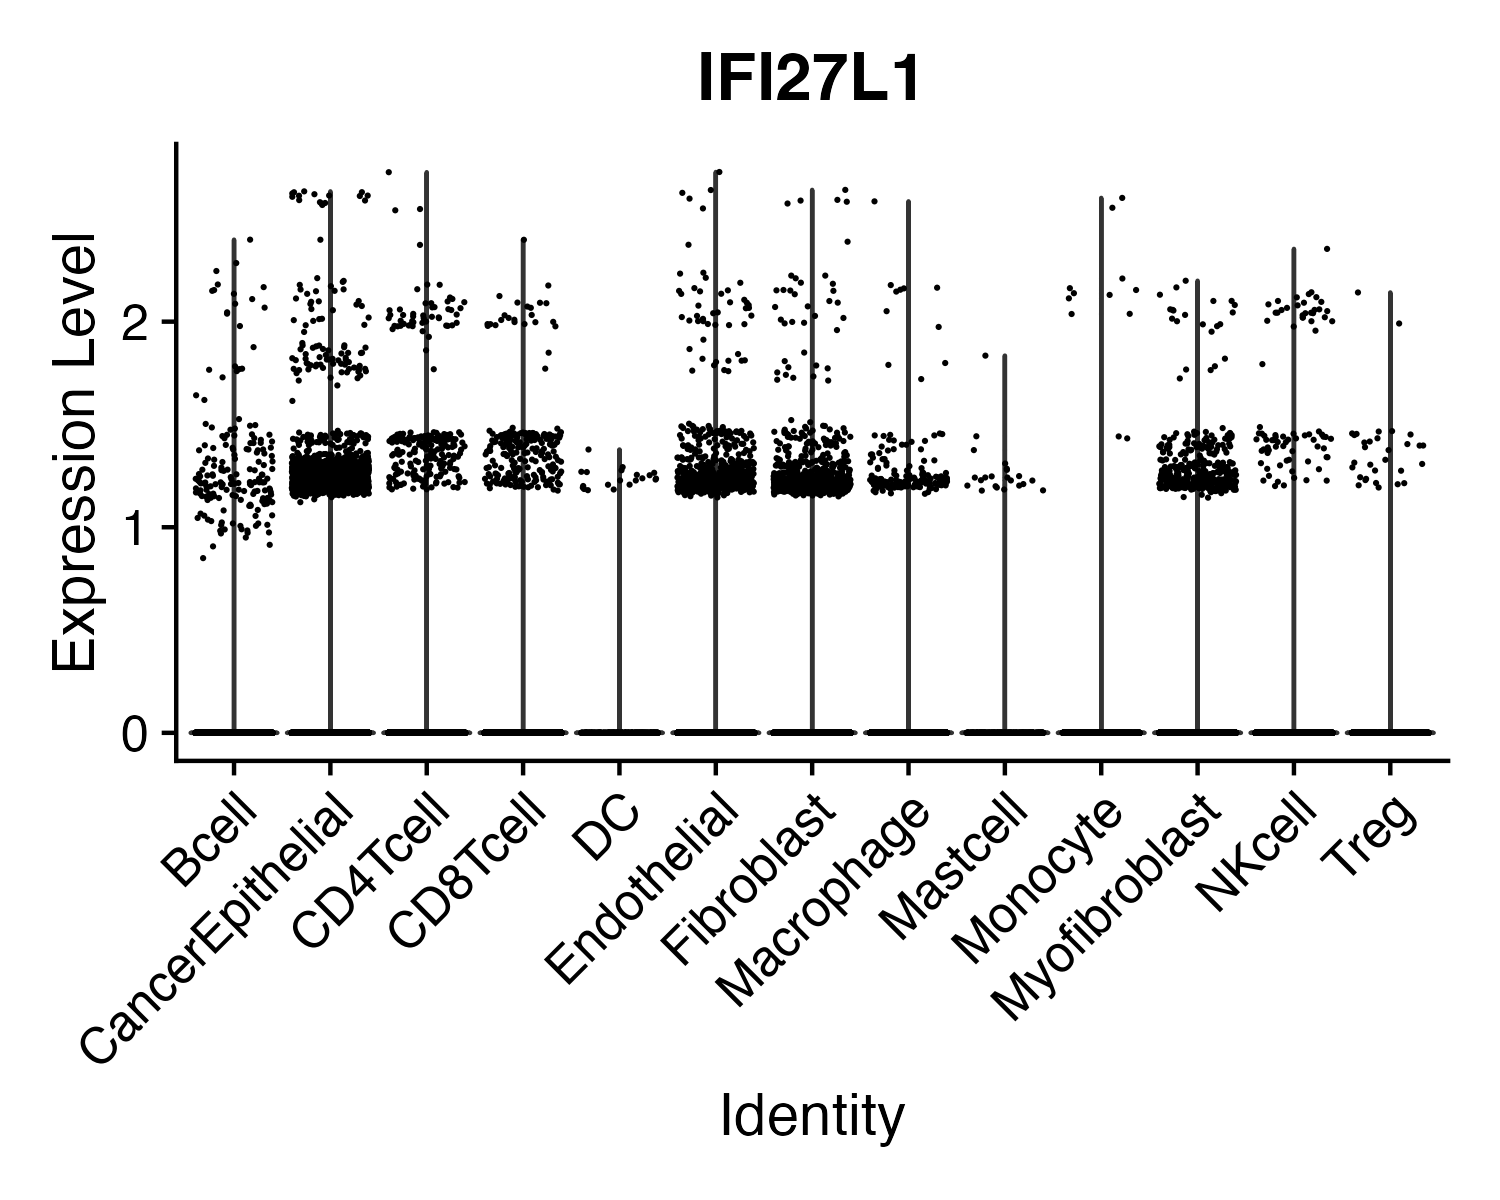 IFI27L1
Expression Level
2
1
0
Bcell
CancerEpithelial
CD4Tcell
CD8Tcell
DC
Endothelial
Fibroblast
Macrophage
Mastcell
Monocyte
Myofibroblast
NKcell
Treg
Identity